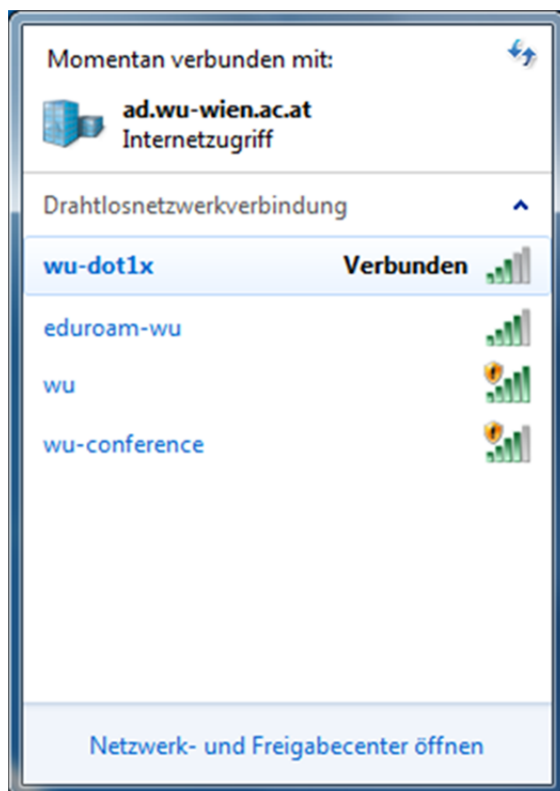 Momentan verbunden mit:
ad.wu-wien.ac.at
Internetzugriff
Drahtlosnetzwerkverbindung
wu-dot1x Verbunden
eduroam-wu
wu
wu-conference
Netzwerk- und Freigabecenter öffnen